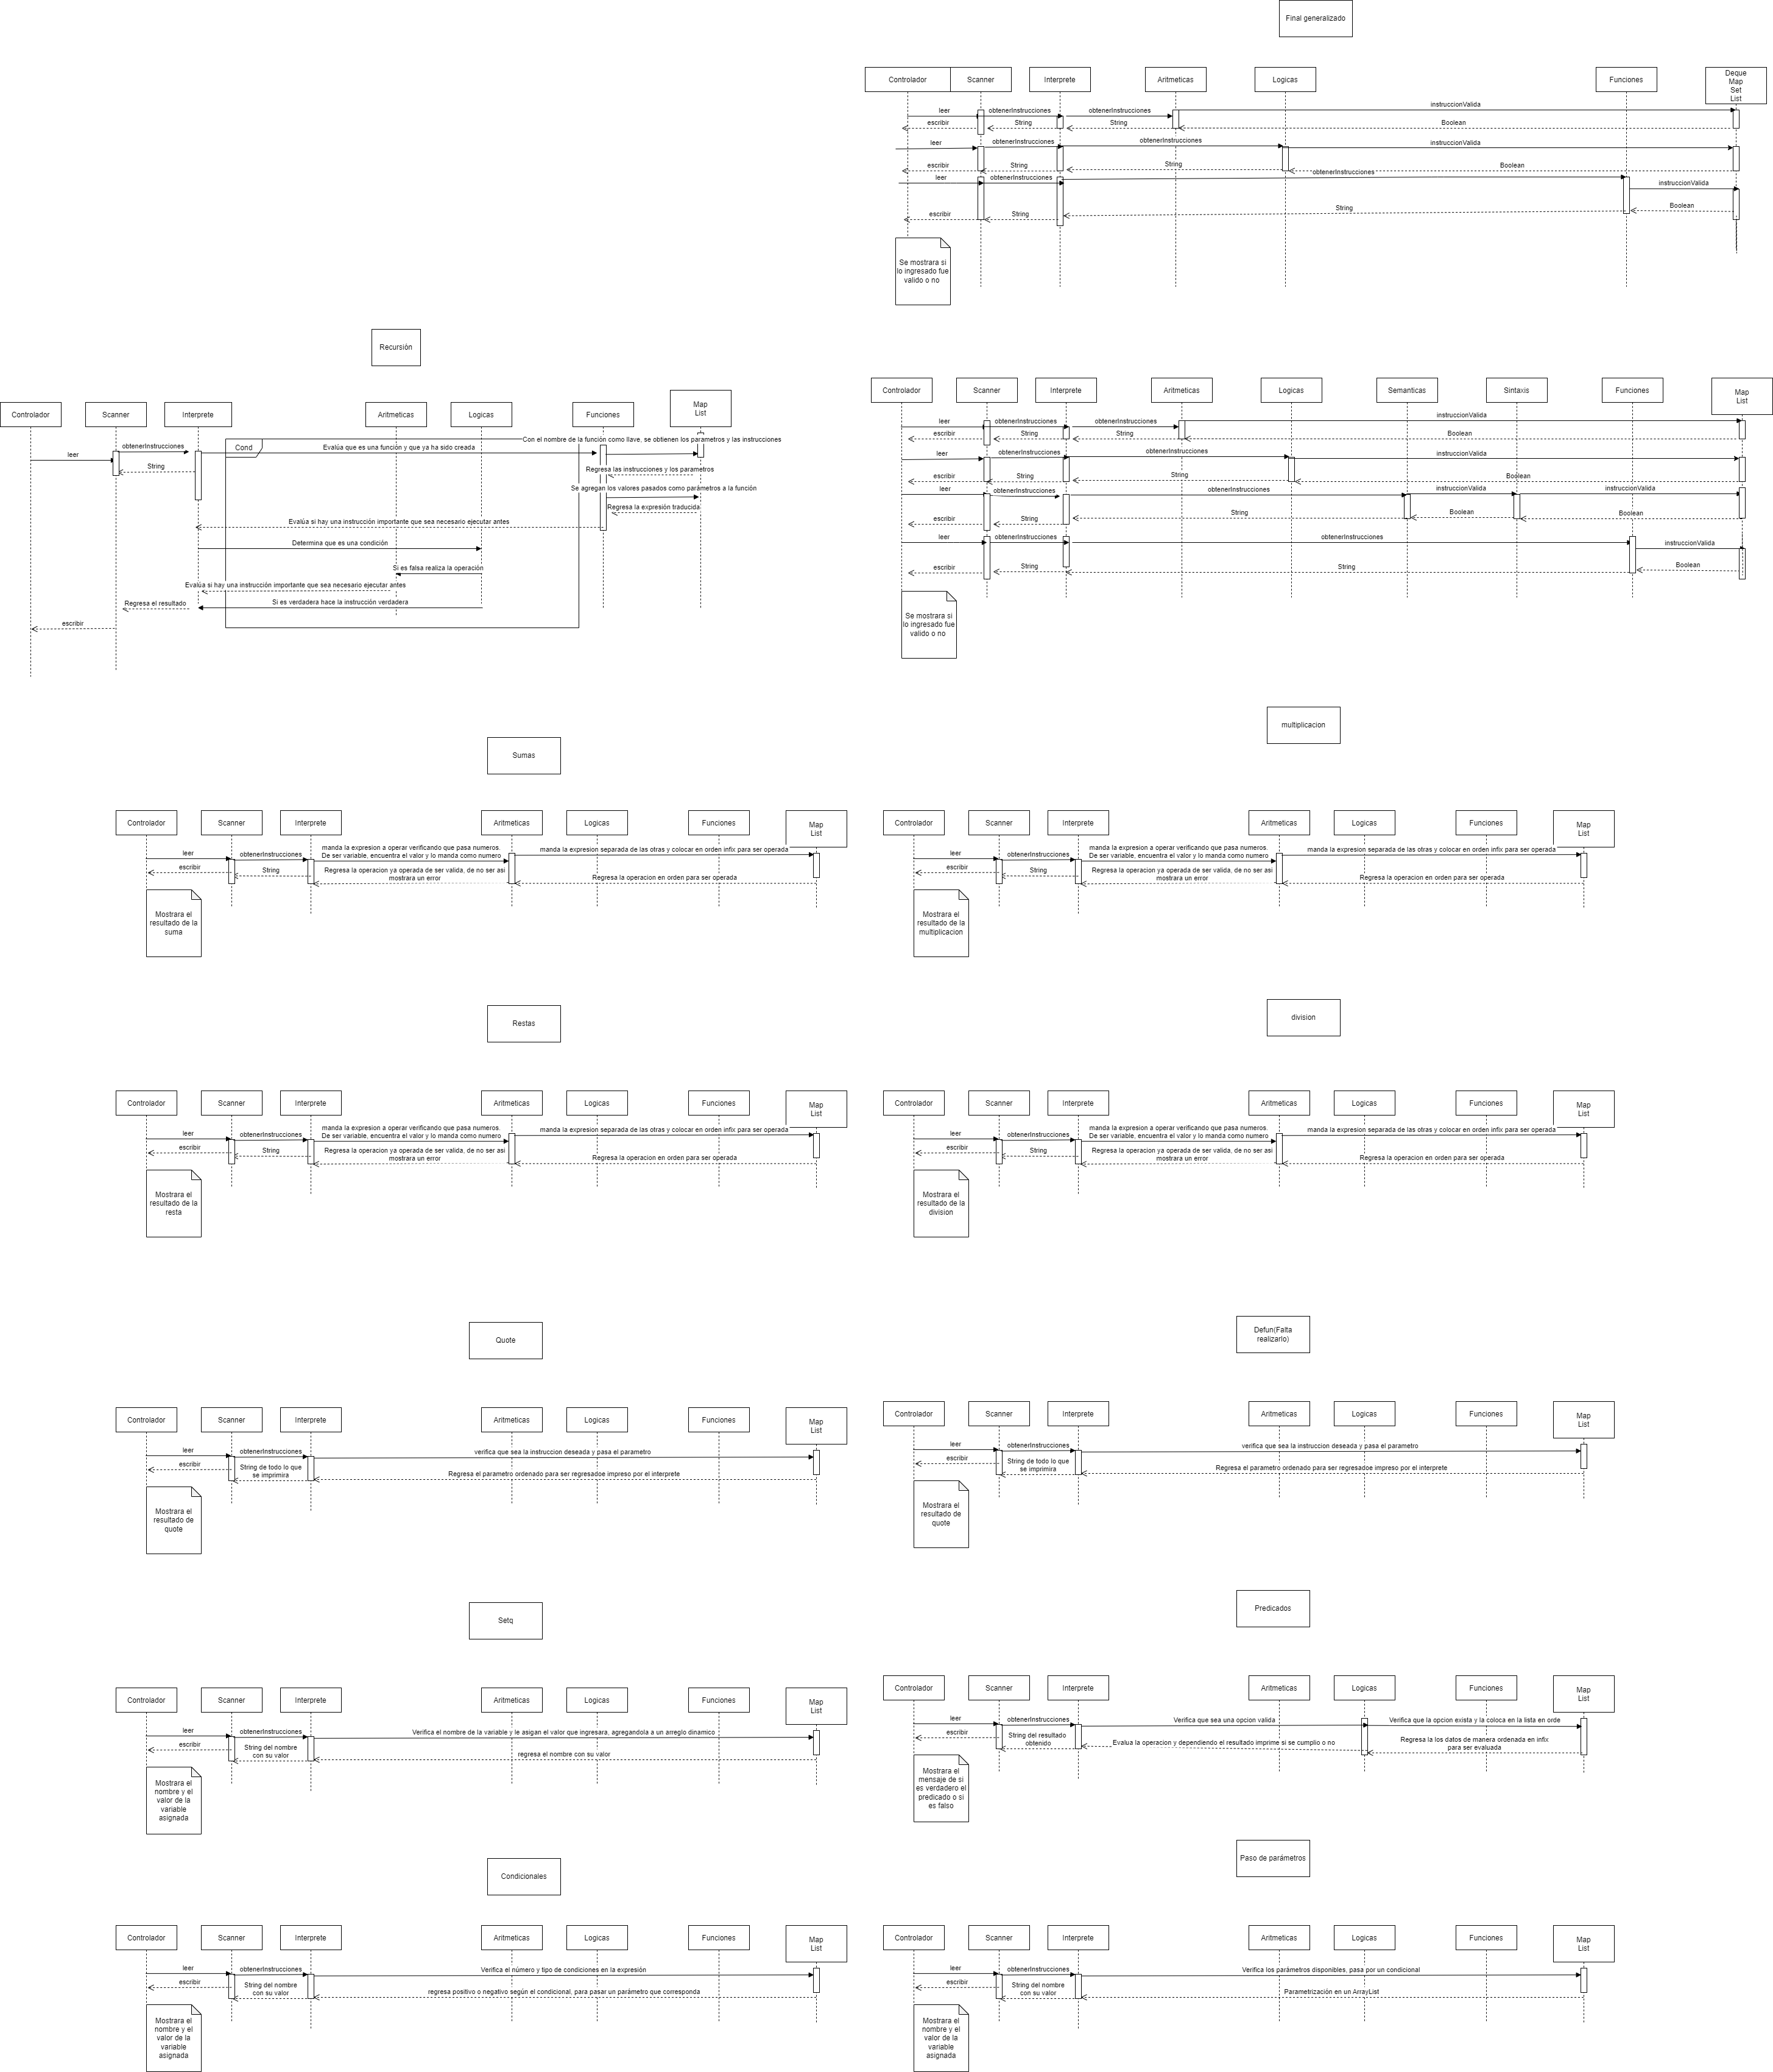 Final generalizado
Controlador
Scanner
Interprete
Aritmeticas
Logicas
Funciones
Deque
Map
Set
List
leer
obtenerInstrucciones
obtenerInstrucciones
instruccionValida
escribir
String
String
Boolean
leer
obtenerInstrucciones
obtenerInstrucciones
instruccionValida
escribir
String
String
Boolean
leer
obtenerInstrucciones
obtenerInstrucciones
instruccionValida
escribir
String
String
Boolean
Se mostrara si
lo ingresado fue
valido o no
Recursión
Controlador
Scanner
Interprete
Aritmeticas
Logicas
Funciones
Map
List
Cond
leer
obtenerInstrucciones
String
Evalúa que es una función y que ya ha sido creada
Con el nombre de la función como llave, se obtienen los parametros y las instrucciones
Regresa las instrucciones y los parametros
Se agregan los valores pasados como parámetros a la función
Regresa la expresión traducida
Evalúa si hay una instrucción importante que sea necesario ejecutar antes
Determina que es una condición
Si es falsa realiza la operación
Evalúa si hay una instrucción importante que sea necesario ejecutar antes
Regresa el resultado
Si es verdadera hace la instrucción verdadera
escribir
Controlador
Scanner
Interprete
Aritmeticas
Logicas
Semanticas
Sintaxis
Funciones
Map
List
leer
obtenerInstrucciones
obtenerInstrucciones
instruccionValida
escribir
String
String
Boolean
leer
obtenerInstrucciones
obtenerInstrucciones
instruccionValida
escribir
String
String
Boolean
leer
obtenerInstrucciones
obtenerInstrucciones
instruccionValida
instruccionValida
escribir
String
String
Boolean
Boolean
leer
obtenerInstrucciones
obtenerInstrucciones
instruccionValida
escribir
String
String
Boolean
Se mostrara si
lo ingresado fue
valido o no
Sumas
Controlador
Scanner
Interprete
Aritmeticas
Logicas
Funciones
Map
List
leer
obtenerInstrucciones
manda la expresion a operar verificando que pasa numeros.
De ser variable, encuentra el valor y lo manda como numero
manda la expresion separada de las otras y colocar en orden infix para ser operada
escribir
String
Regresa la operacion ya operada de ser valida, de no ser asi
mostrara un error
Regresa la operacion en orden para ser operada
Mostrara el
resultado de la
suma
multiplicacion
Controlador
Scanner
Interprete
Aritmeticas
Logicas
Funciones
Map
List
leer
obtenerInstrucciones
manda la expresion a operar verificando que pasa numeros.
De ser variable, encuentra el valor y lo manda como numero
manda la expresion separada de las otras y colocar en orden infix para ser operada
escribir
String
Regresa la operacion ya operada de ser valida, de no ser asi
mostrara un error
Regresa la operacion en orden para ser operada
Mostrara el
resultado de la
multiplicacion
Restas
Controlador
Scanner
Interprete
Aritmeticas
Logicas
Funciones
Map
List
leer
obtenerInstrucciones
manda la expresion a operar verificando que pasa numeros.
De ser variable, encuentra el valor y lo manda como numero
manda la expresion separada de las otras y colocar en orden infix para ser operada
escribir
String
Regresa la operacion ya operada de ser valida, de no ser asi
mostrara un error
Regresa la operacion en orden para ser operada
Mostrara el
resultado de la
resta
division
Controlador
Scanner
Interprete
Aritmeticas
Logicas
Funciones
Map
List
leer
obtenerInstrucciones
manda la expresion a operar verificando que pasa numeros.
De ser variable, encuentra el valor y lo manda como numero
manda la expresion separada de las otras y colocar en orden infix para ser operada
escribir
String
Regresa la operacion ya operada de ser valida, de no ser asi
mostrara un error
Regresa la operacion en orden para ser operada
Mostrara el
resultado de la
division
Quote
Controlador
Scanner
Interprete
Aritmeticas
Logicas
Funciones
Map
List
leer
obtenerInstrucciones
verifica que sea la instruccion deseada y pasa el parametro
escribir
String de todo lo que
se imprimira
Regresa el parametro ordenado para ser regresadoe impreso por el interprete
Mostrara el
resultado de
quote
Defun(Falta
realizarlo)
Controlador
Scanner
Interprete
Aritmeticas
Logicas
Funciones
Map
List
leer
obtenerInstrucciones
verifica que sea la instruccion deseada y pasa el parametro
escribir
String de todo lo que
se imprimira
Regresa el parametro ordenado para ser regresadoe impreso por el interprete
Mostrara el
resultado de
quote
Setq
Controlador
Scanner
Interprete
Aritmeticas
Logicas
Funciones
Map
List
leer
obtenerInstrucciones
Verifica el nombre de la variable y le asigan el valor que ingresara, agregandola a un arreglo dinamico
escribir
String del nombre
con su valor
regresa el nombre con su valor
Mostrara el
nombre y el
valor de la
variable
asignada
Predicados
Controlador
Scanner
Interprete
Aritmeticas
Logicas
Funciones
Map
List
leer
obtenerInstrucciones
Verifica que sea una opcion valida
Verifica que la opcion exista y la coloca en la lista en orde
escribir
String del resultado
obtenido
Evalua la operacion y dependiendo el resultado imprime si se cumplio o no
Regresa la los datos de manera ordenada en infix
para ser evaluada
Mostrara el
mensaje de si
es verdadero el
predicado o si
es falso
Condicionales
Controlador
Scanner
Interprete
Aritmeticas
Logicas
Funciones
Map
List
leer
obtenerInstrucciones
Verifica el número y tipo de condiciones en la expresión
escribir
String del nombre
con su valor
regresa positivo o negativo según el condicional, para pasar un parámetro que corresponda
Mostrara el
nombre y el
valor de la
variable
asignada
Paso de parámetros
Controlador
Scanner
Interprete
Aritmeticas
Logicas
Funciones
Map
List
leer
obtenerInstrucciones
Verifica los parámetros disponibles, pasa por un condicional
escribir
String del nombre
con su valor
Parametrización en un ArrayList
Mostrara el
nombre y el
valor de la
variable
asignada